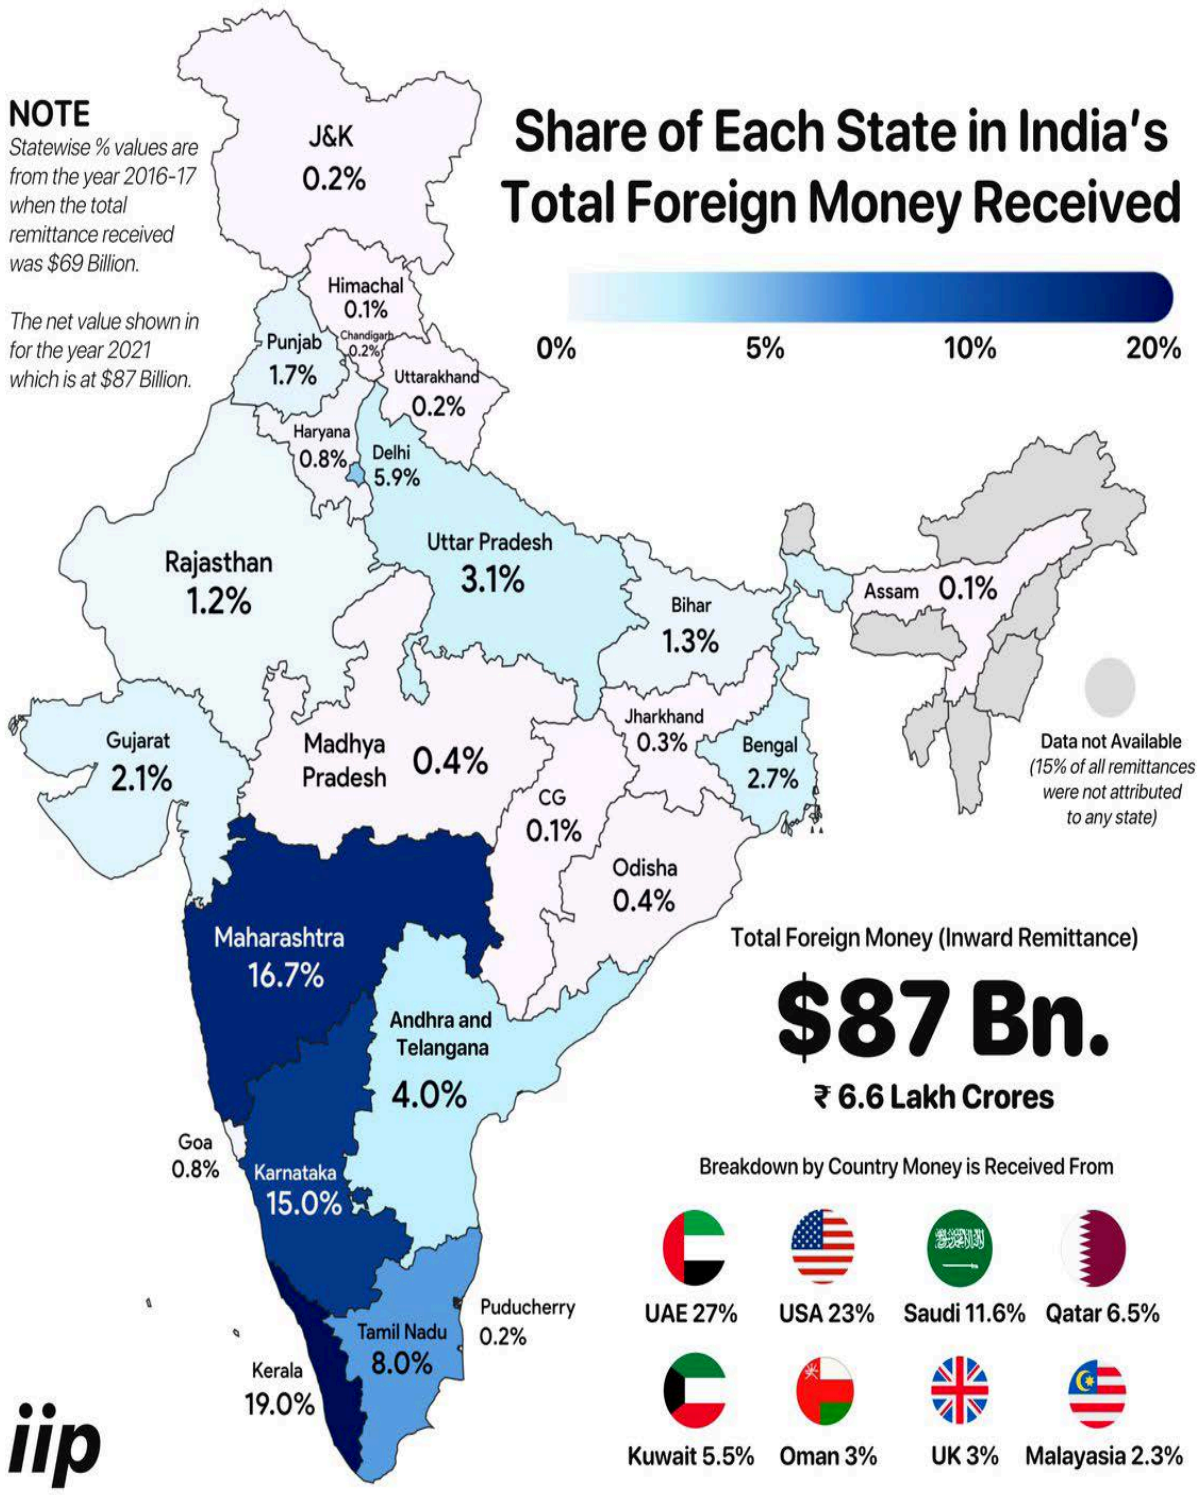 NOTE
Statewise % values are
from the year 2016-17
when the total
remittance received
was $69 Billion.
The net value shown in
for the year 2021
which is at $87 Billion.
Share of Each State in India's
Total Foreign Money Received
0%
5%
10%
20%
J&K
0.2%
Himachal
0.1%
Chandigarh
0.2%
Punjab
1.7%
Uttarakhand
0.2%
Haryana
0.8%
Delhi
5.9%
Rajasthan
1.2%
Uttar Pradesh
3.1%
Bihar
1.3%
Assam 0.1%
Gujarat
2.1%
Madhya
Pradesh
0.4%
Jharkhand
0.3%
Bengal
2.7%
CG
0.1%
Odisha
0.4%
Data not Available
(15% of all remittances
were not attributed
to any state)
Maharashtra
16.7%
Andhra and
Telangana
4.0%
Goa
0.8%
Karnataka
15.0%
Puducherry
0.2%
Tamil Nadu
8.0%
Kerala
19.0%
Total Foreign Money (Inward Remittance)
$87 Bn.
₹ 6.6 Lakh Crores
Breakdown by Country Money is Received From
UAE 27%
USA 23%
Saudi 11.6%
Qatar 6.5%
Kuwait 5.5%
Oman 3%
UK 3%
Malayasia 2.3%
iip